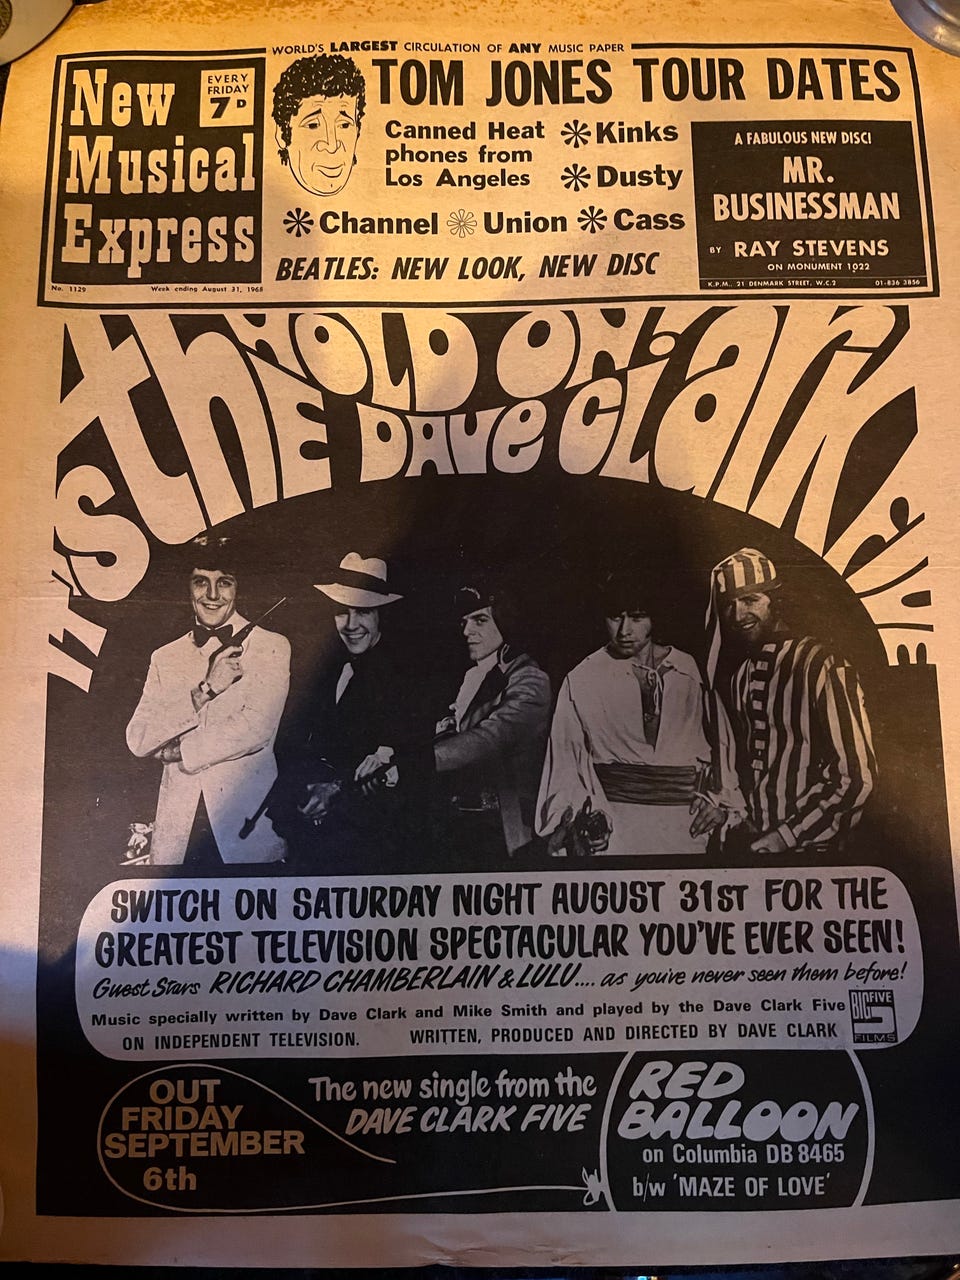 WORLD'S LARGEST CIRCULATION OF ANY MUSIC PAPER
New
Musical
Express
EVERY
FRIDAY
7D
No. 1129
Week ending August 31, 1968
TOM JONES TOUR DATES
Canned Heat
phones from
Los Angeles
Kinks
Dusty
Channel Union Cass
BEATLES: NEW LOOK, NEW DISC
A FABULOUS NEW DISC!
MR.
BUSINESSMAN
BY RAY STEVENS
ON MONUMENT 1022
K.P.M., 21 DENMARK STREET, W.C.2 01-836 3856
HOLD ON-
IT'S THE DAVE CLARK FIVE
SWITCH ON SATURDAY NIGHT AUGUST 31ST FOR THE
GREATEST TELEVISION SPECTACULAR YOU'VE EVER SEEN!
Guest Stars RICHARD CHAMBERLAIN & LULU.... as you've never seen them before!
Music specially written by Dave Clark and Mike Smith and played by the Dave Clark Five
ON INDEPENDENT TELEVISION. WRITTEN, PRODUCED AND DIRECTED BY DAVE CLARK
BIG FIVE
5
FILMS
OUT
FRIDAY
SEPTEMBER
6th
The new single from the
DAVE CLARK FIVE
RED
BALLOON
on Columbia DB 8465
b/w 'MAZE OF LOVE'